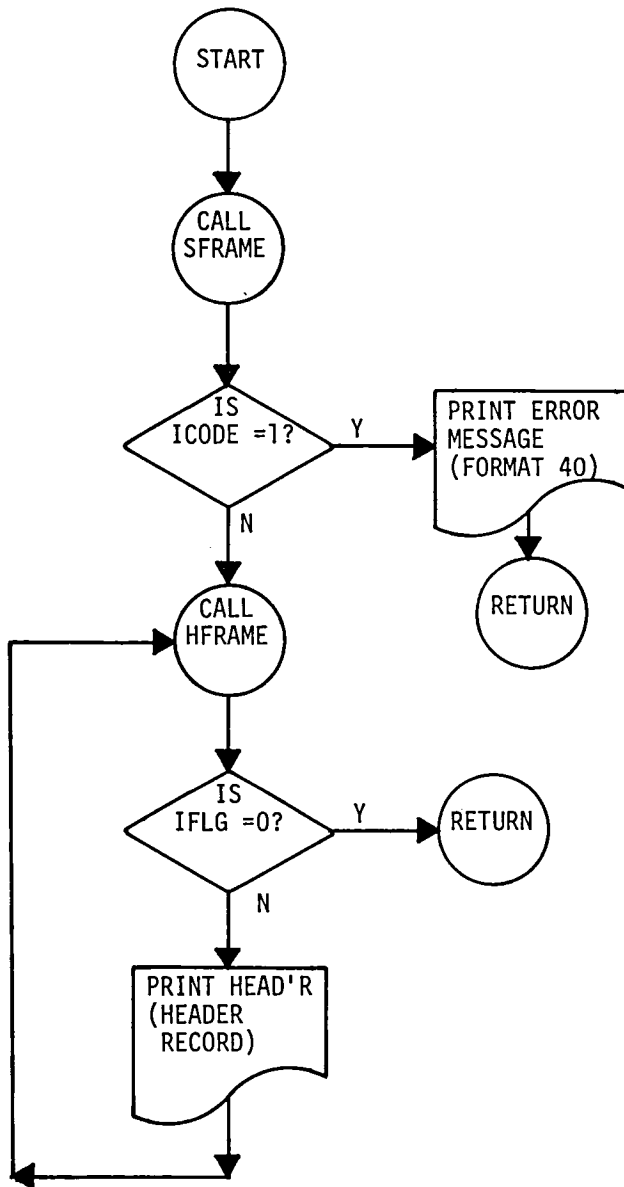 START
CALL
SFRAME
IS
ICODE =1?
Y
PRINT ERROR
MESSAGE
(FORMAT 40)
N
RETURN
CALL
HFRAME
IS
IFLG =0?
Y
RETURN
N
PRINT HEAD'R
(HEADER
RECORD)